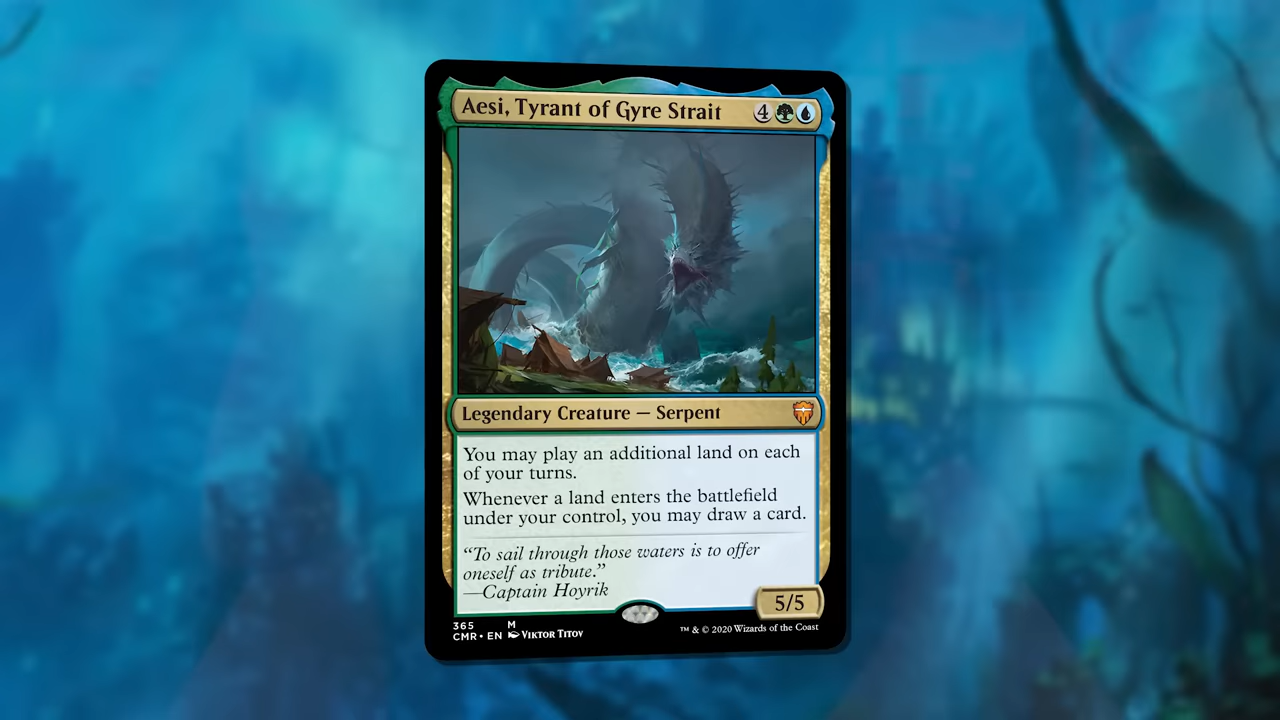 Aesi, Tyrant of Gyre Strait 4
Legendary Creature — Serpent
You may play an additional land on each
of your turns.
Whenever a land enters the battlefield
under your control, you may draw a card.
“To sail through those waters is to offer
oneself as tribute.”
—Captain Hoyrik
5/5
365 M
CMR • EN Viktor Titov
™ & © 2020 Wizards of the Coast